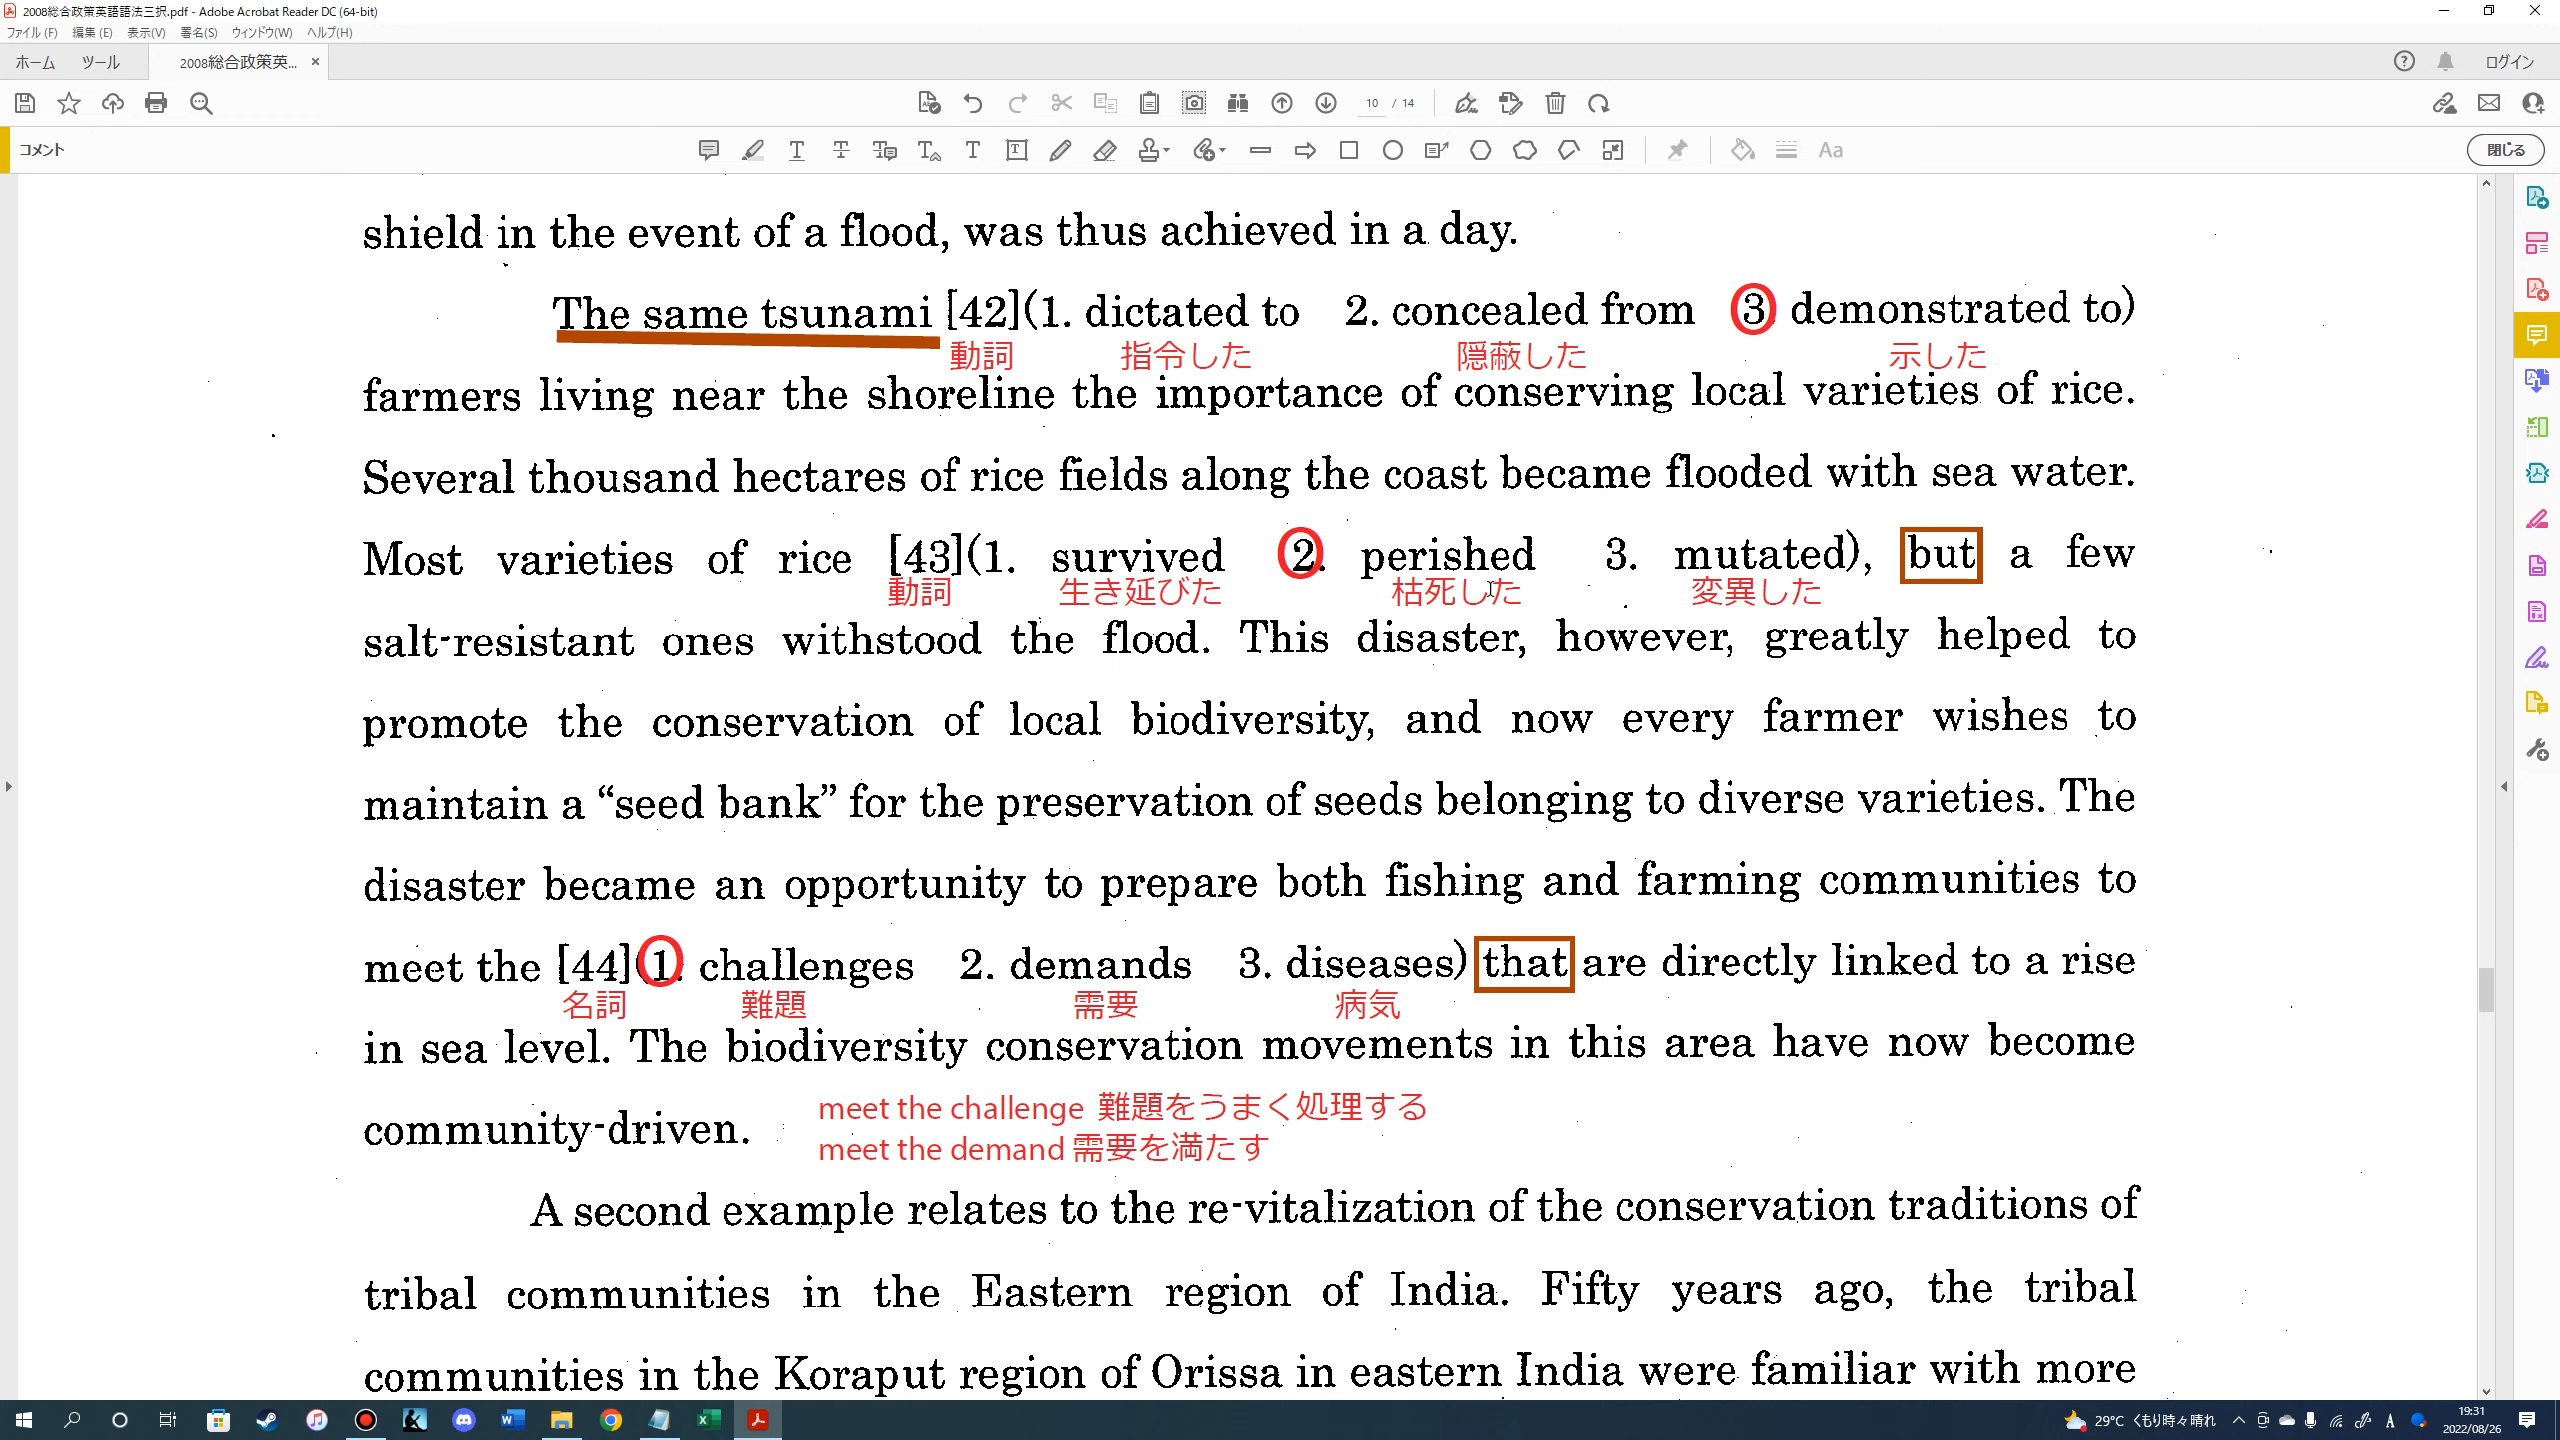 2008総合政策英語語法三択.pdf - Adobe Acrobat Reader DC (64-bit)
ファイル(F) 編集(E) 表示(V) 署名(S) ウィンドウ(W) ヘルプ(H)
ホーム ツール 2008総合政策英... × ログイン
10 / 14
コメント 閉じる
shield in the event of a flood, was thus achieved in a day.
The same tsunami [42](1. dictated to 2. concealed from 3. demonstrated to)
動詞 指令した 隠蔽した 示した
farmers living near the shoreline the importance of conserving local varieties of rice.
Several thousand hectares of rice fields along the coast became flooded with sea water.
Most varieties of rice [43](1. survived 2. perished 3. mutated), but a few
動詞 生き延びた 枯死した 変異した
salt-resistant ones withstood the flood. This disaster, however, greatly helped to
promote the conservation of local biodiversity, and now every farmer wishes to
maintain a “seed bank” for the preservation of seeds belonging to diverse varieties. The
disaster became an opportunity to prepare both fishing and farming communities to
meet the [44](1. challenges 2. demands 3. diseases) that are directly linked to a rise
名詞 難題 需要 病気
in sea level. The biodiversity conservation movements in this area have now become
community-driven.
meet the challenge 難題をうまく処理する
meet the demand 需要を満たす
A second example relates to the re-vitalization of the conservation traditions of
tribal communities in the Eastern region of India. Fifty years ago, the tribal
communities in the Koraput region of Orissa in eastern India were familiar with more
29°C くもり時々晴れ A 19:31
2022/08/26